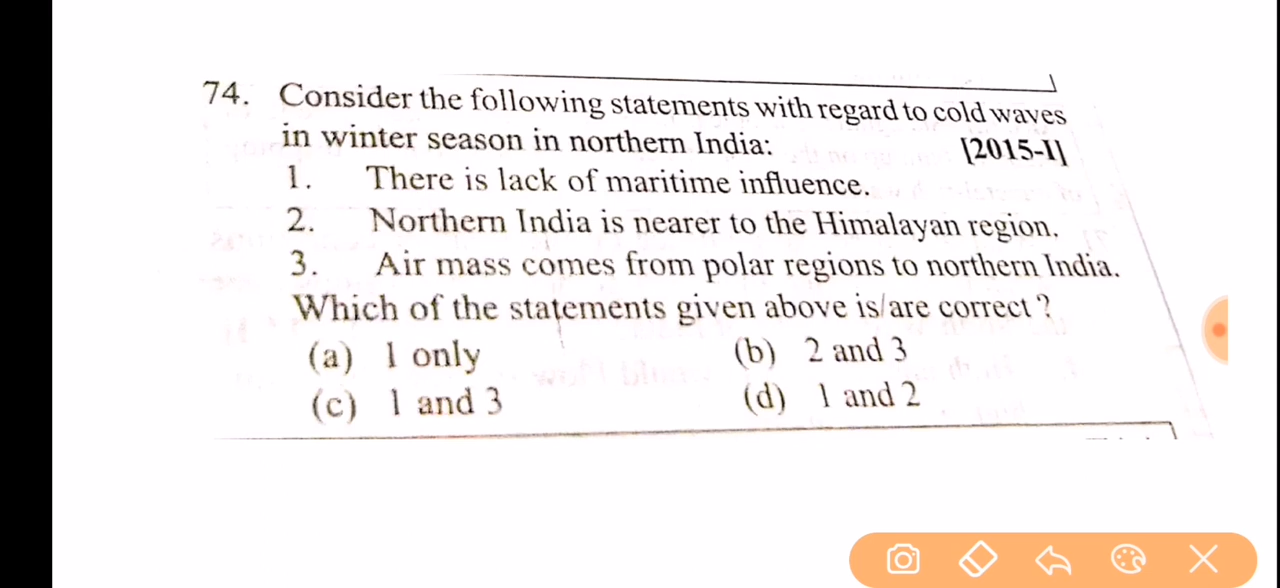 74. Consider the following statements with regard to cold waves
in winter season in northern India: [2015-I]
1. There is lack of maritime influence.
2. Northern India is nearer to the Himalayan region.
3. Air mass comes from polar regions to northern India.
Which of the statements given above is/are correct ?
(a) 1 only (b) 2 and 3
(c) 1 and 3 (d) 1 and 2